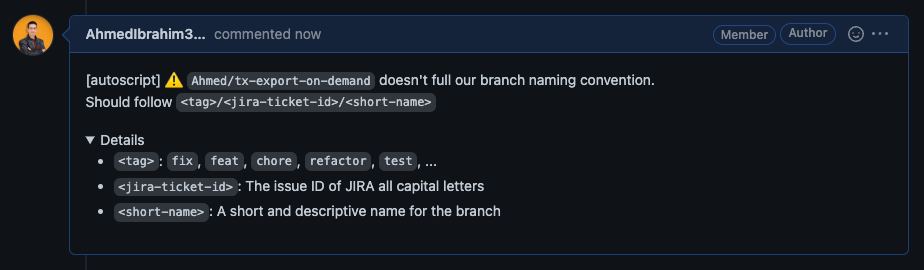 AhmedIbrahim3... commented now Member Author
[autoscript] ⚠️ Ahmed/tx-export-on-demand doesn't full our branch naming convention.
Should follow <tag>/<jira-ticket-id>/<short-name>
▼ Details
• <tag>: fix, feat, chore, refactor, test, ...
• <jira-ticket-id>: The issue ID of JIRA all capital letters
• <short-name>: A short and descriptive name for the branch